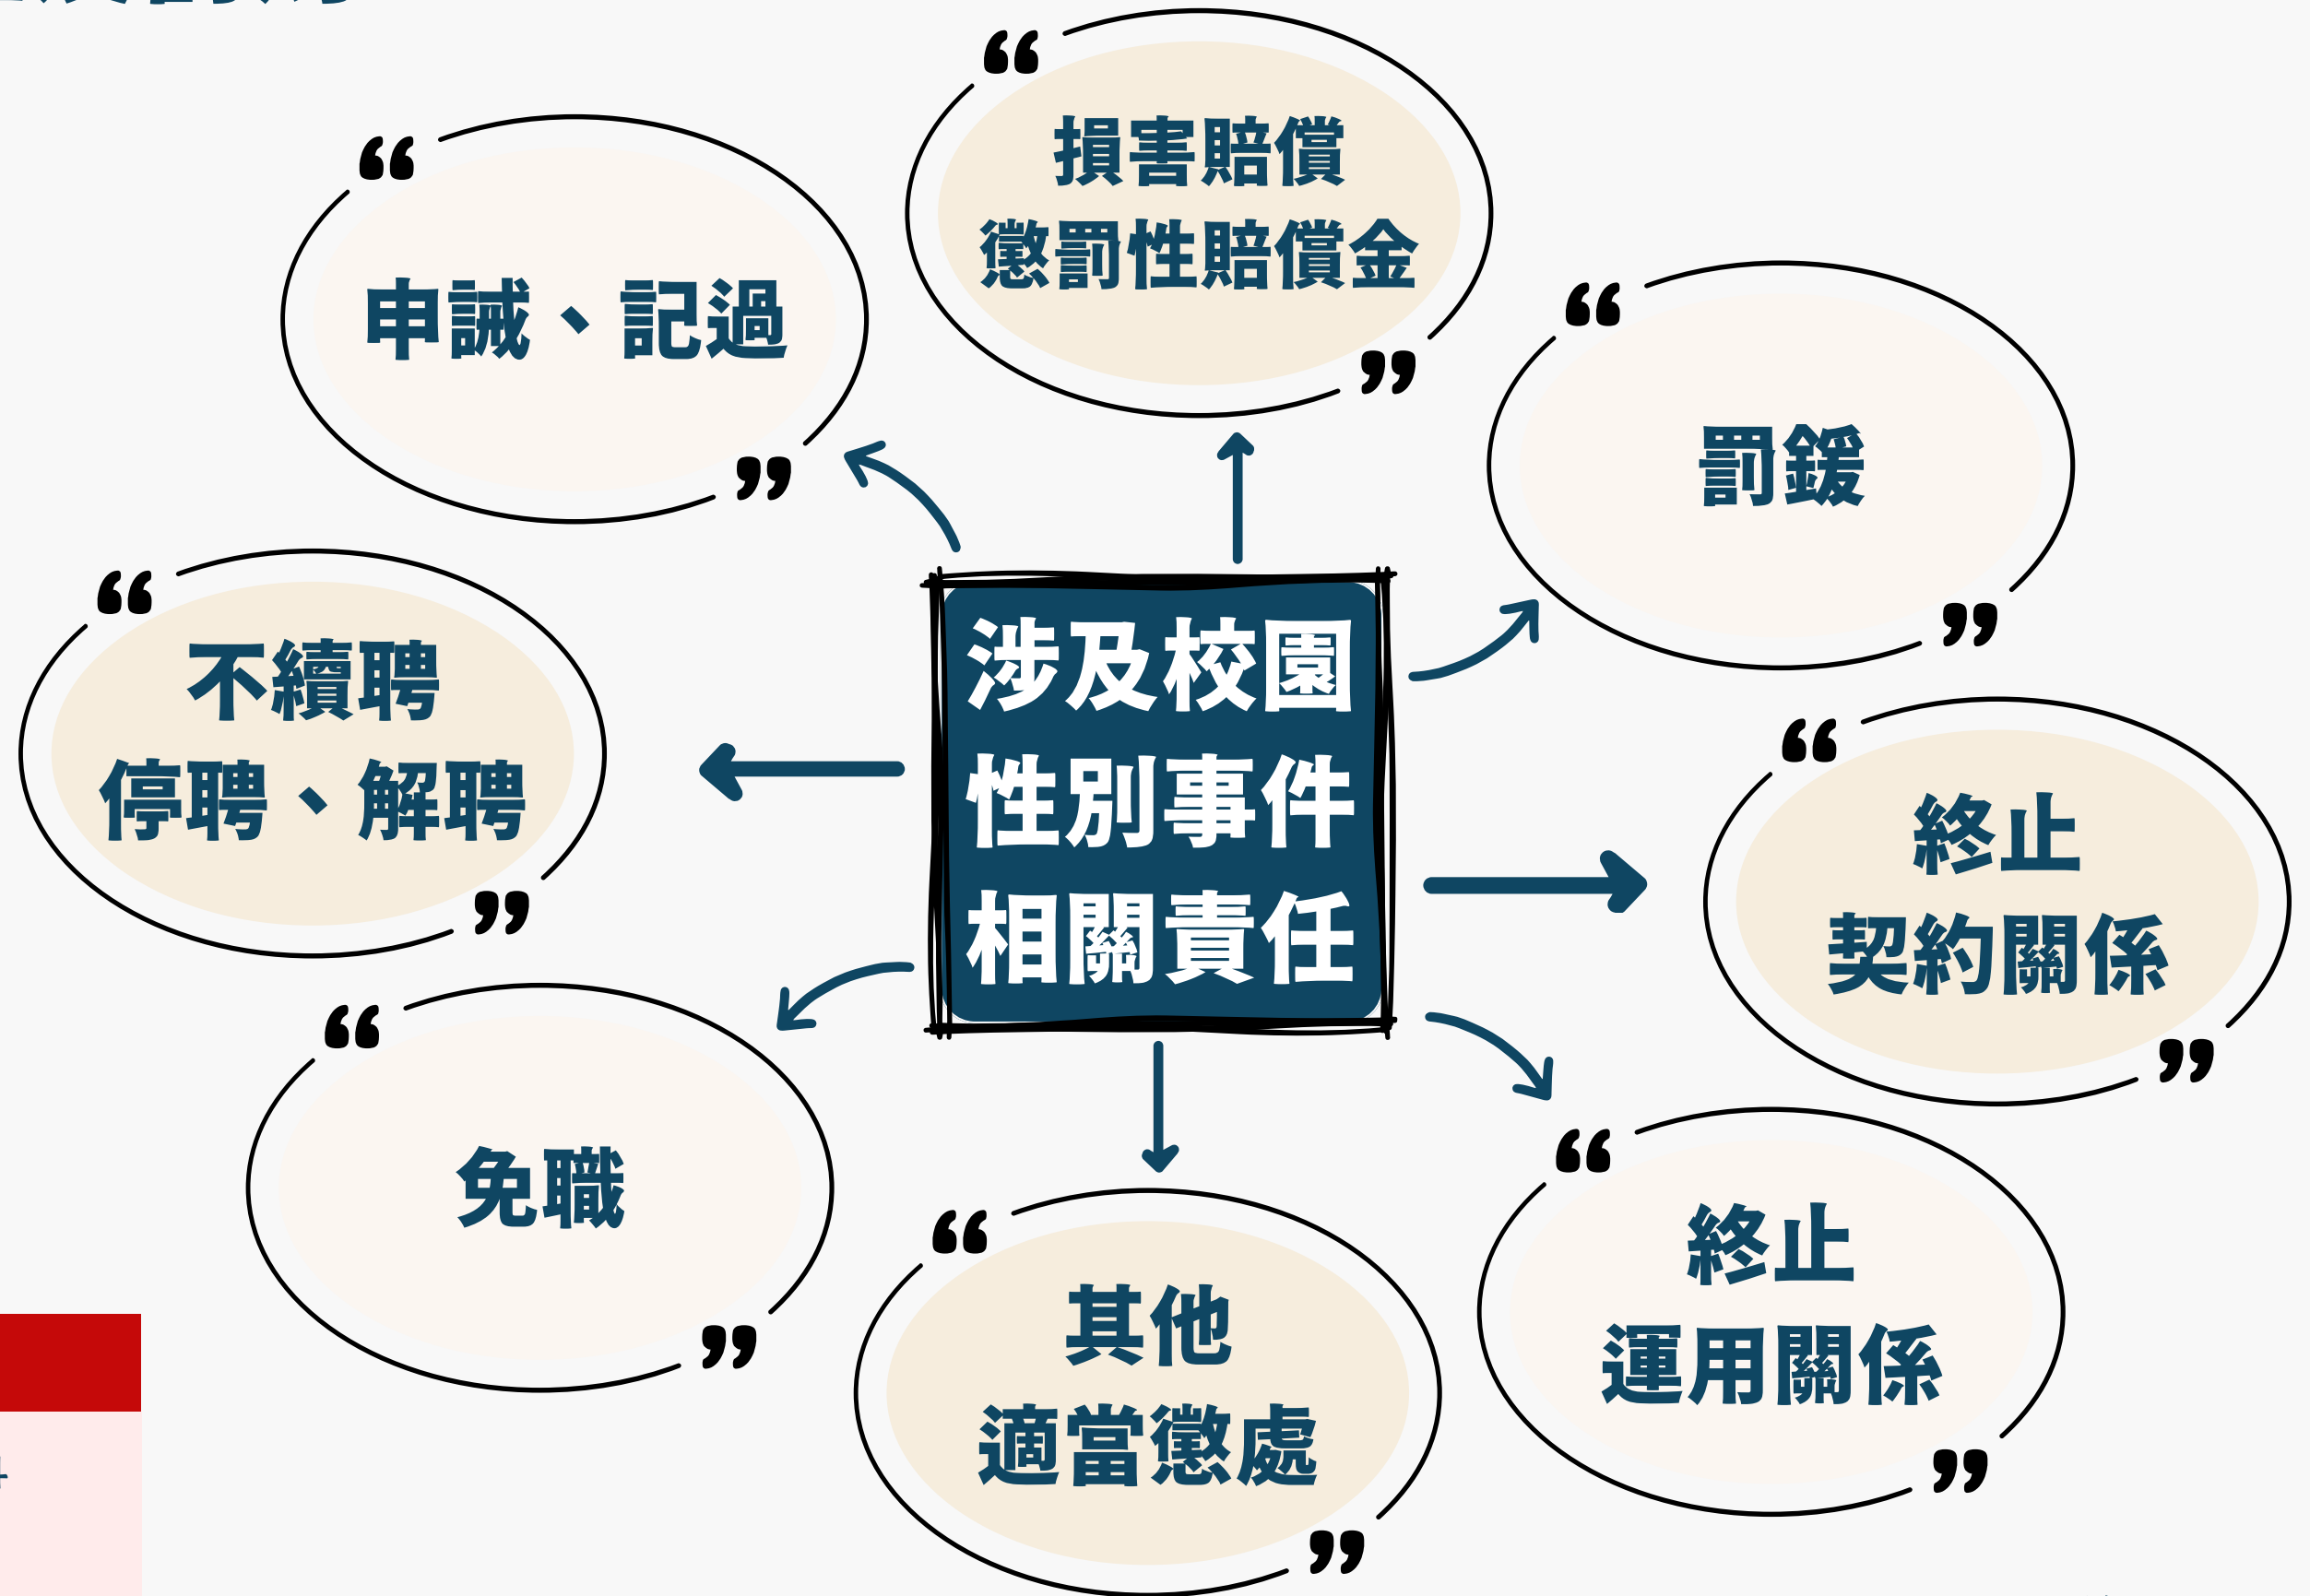 損害賠償
懲罰性賠嘗金
申誡、記過
罰鍰
不續聘
停聘、解聘
涉及校園
性別事件
相關責任
終止
契約關係
免職
終止
運用關係
其他
適當懲處